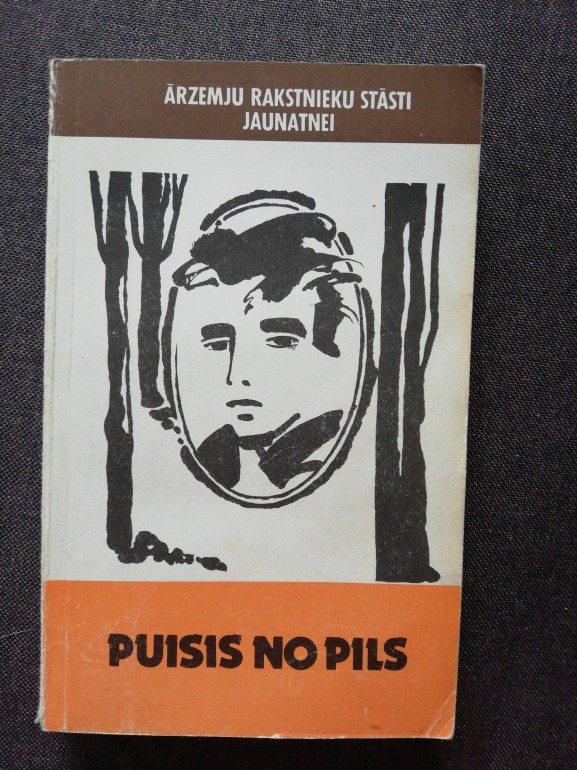 ĀRZEMJU RAKSTNIEKU STĀSTI
JAUNATNEI
PUISIS NO PILS